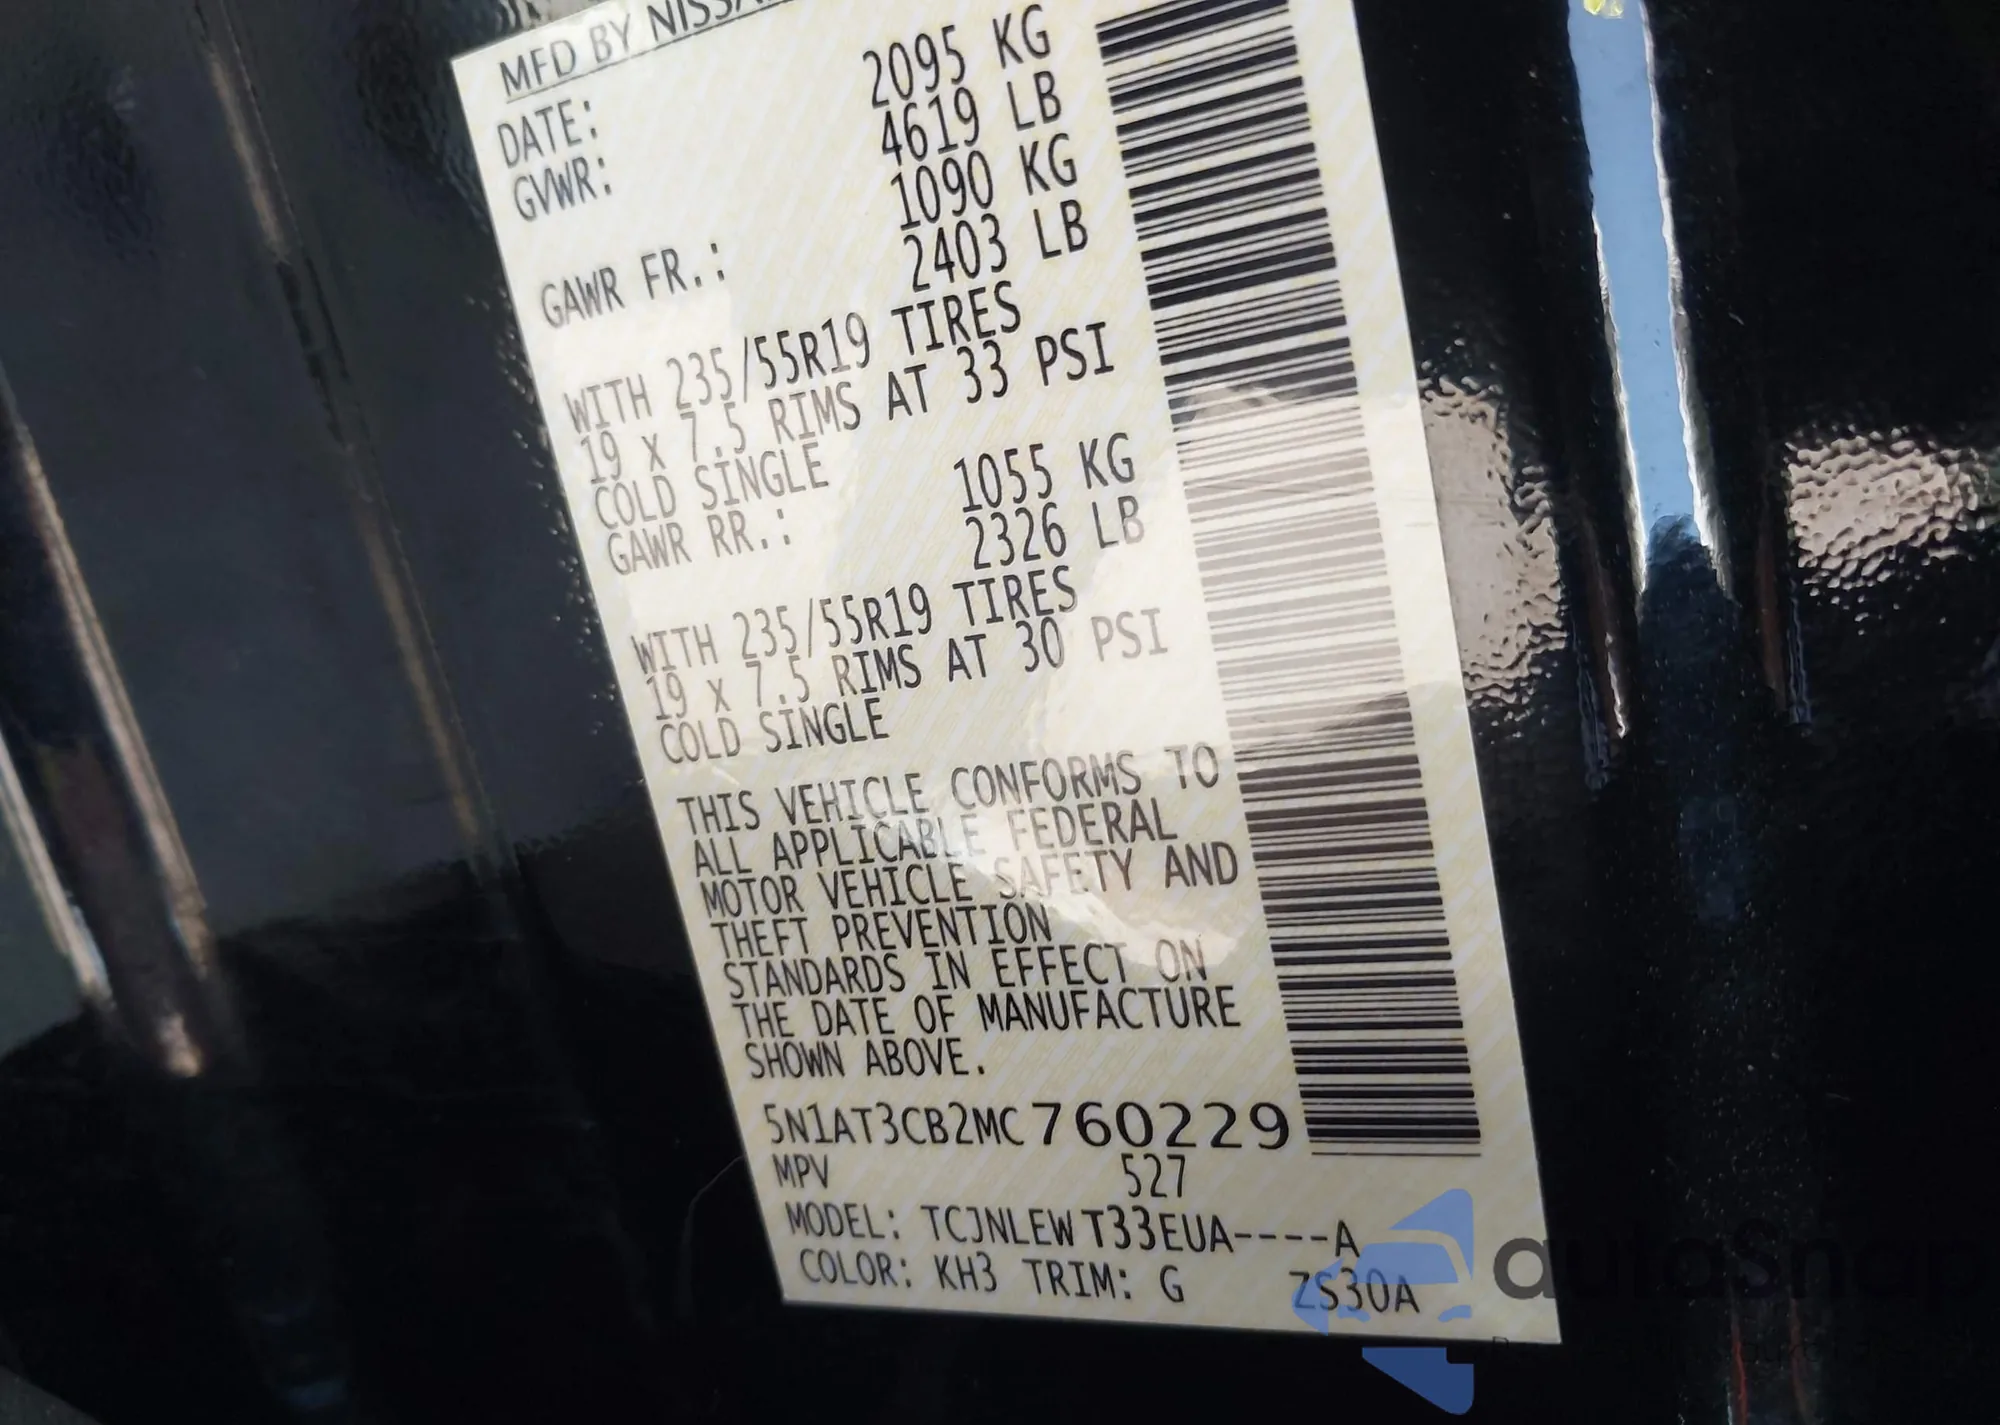 MFD BY NISSAN
DATE:
GVWR: 2095 KG
4619 LB
GAWR FR.: 1090 KG
2403 LB
WITH 235/55R19 TIRES
19 x 7.5 RIMS AT 33 PSI
COLD SINGLE
GAWR RR.: 1055 KG
2326 LB
WITH 235/55R19 TIRES
19 x 7.5 RIMS AT 30 PSI
COLD SINGLE
THIS VEHICLE CONFORMS TO
ALL APPLICABLE FEDERAL
MOTOR VEHICLE SAFETY AND
THEFT PREVENTION
STANDARDS IN EFFECT ON
THE DATE OF MANUFACTURE
SHOWN ABOVE.
5N1AT3CB2MC760229
MPV 527
MODEL: TCJNLEWT33EUA----A
COLOR: KH3 TRIM: G ZS30A